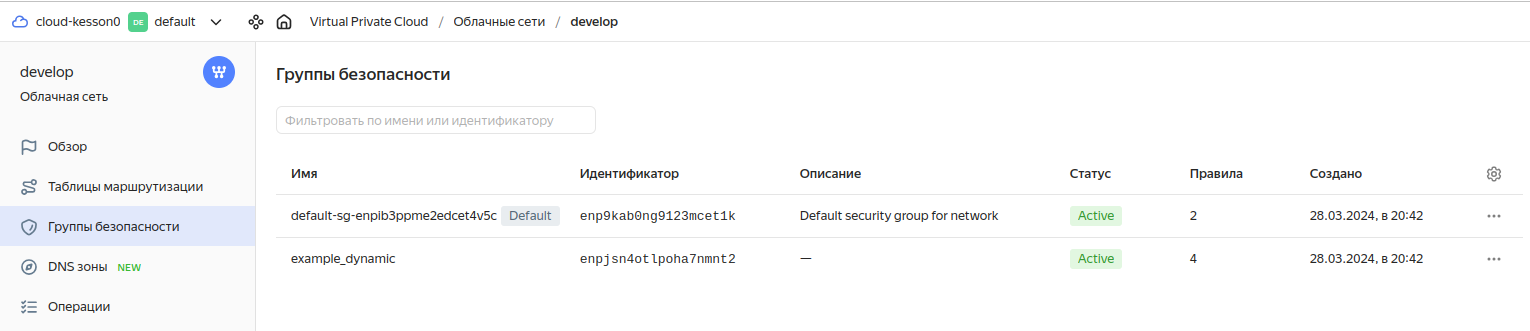 cloud-kesson0 DE default Virtual Private Cloud / Облачные сети / develop
develop
Облачная сеть
Обзор
Таблицы маршрутизации
Группы безопасности
DNS зоны NEW
Операции
Группы безопасности
Фильтровать по имени или идентификатору
Имя Идентификатор Описание Статус Правила Создано
default-sg-enpib3ppme2edcet4v5c Default enp9kab0ng9123mcet1k Default security group for network Active 2 28.03.2024, в 20:42
example_dynamic enpjsn4otlpoha7nmnt2 — Active 4 28.03.2024, в 20:42